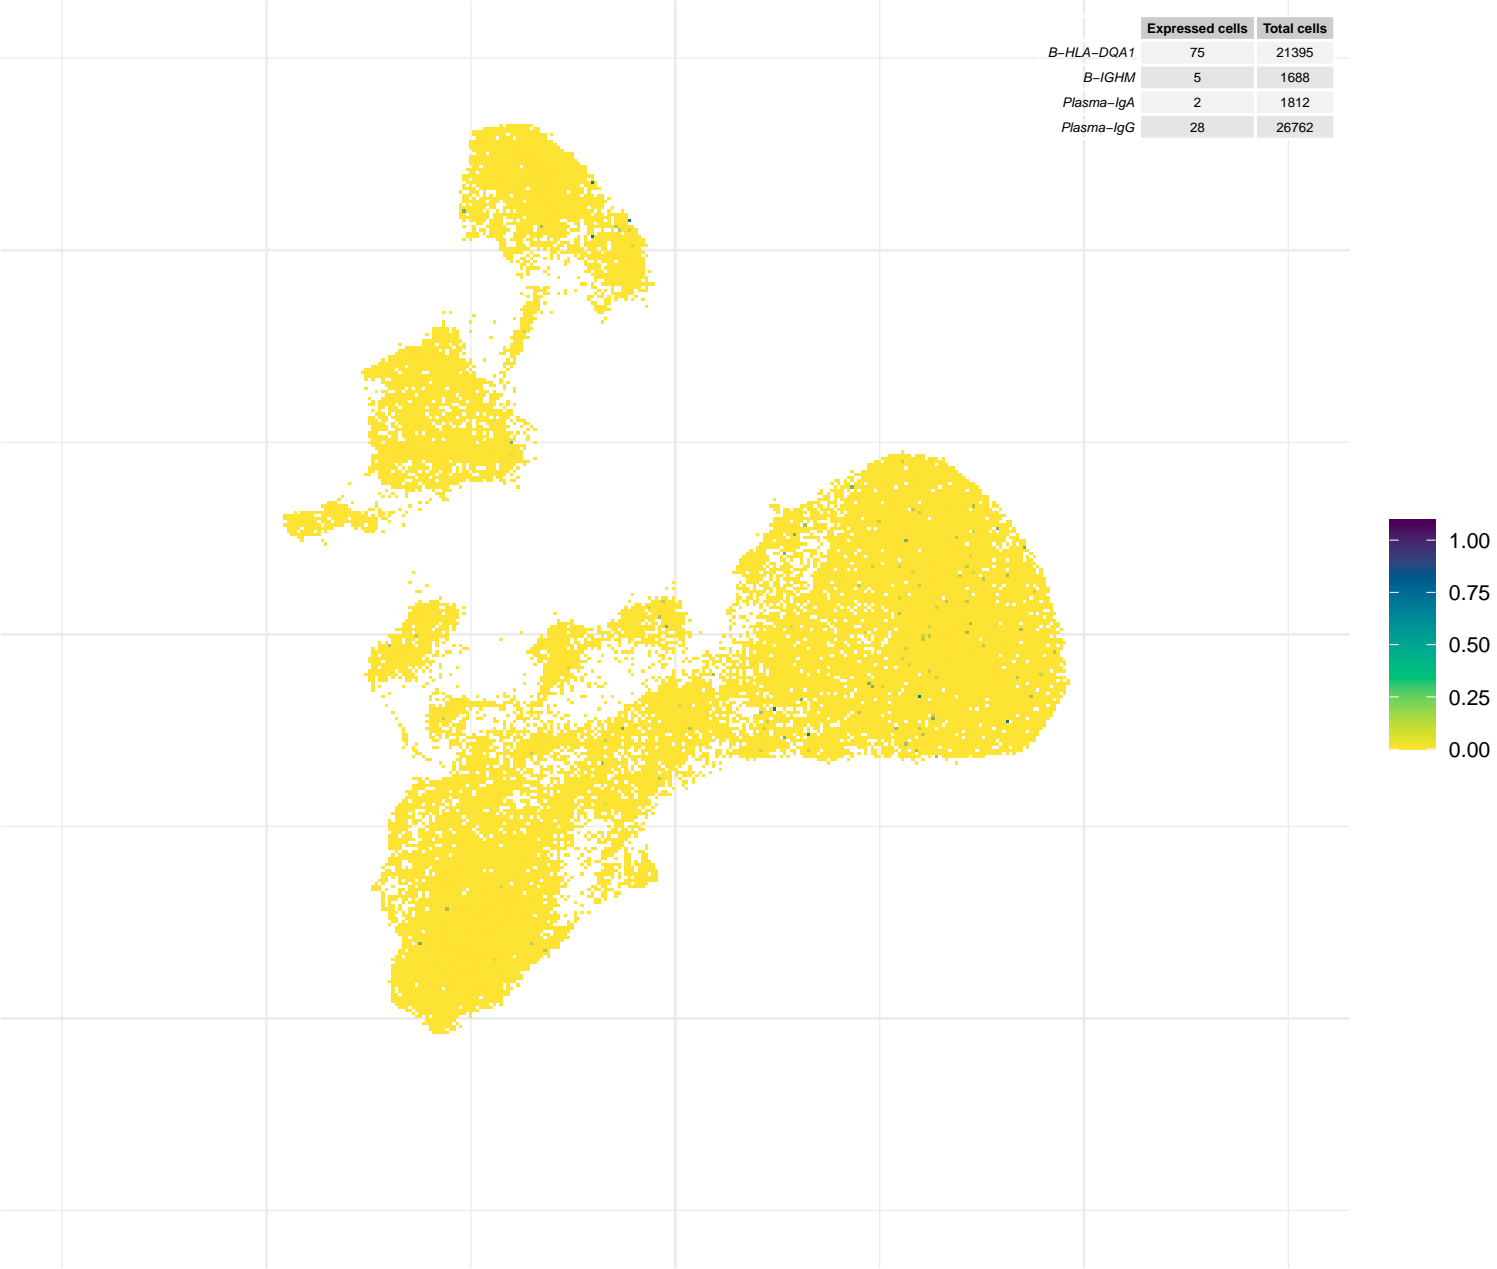 Expressed cells Total cells
B−HLA−DQA1 75 21395
B−IGHM 5 1688
Plasma−IgA 2 1812
Plasma−IgG 28 26762
1.00
0.75
0.50
0.25
0.00